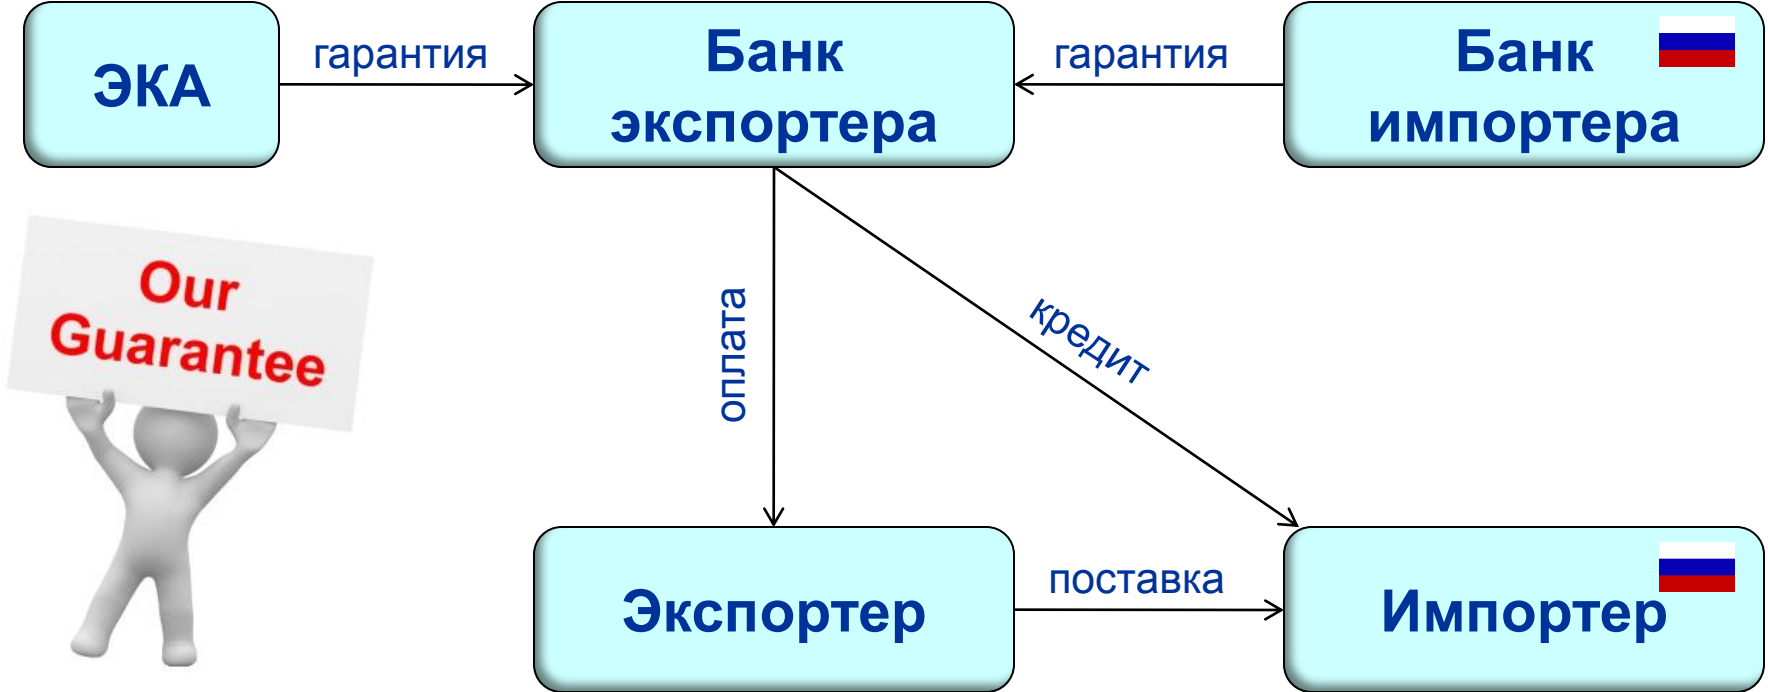 ЭКА
гарантия
Банк
экспортера
гарантия
Банк
импортера
Our
Guarantee
оплата
кредит
Экспортер
поставка
Импортер